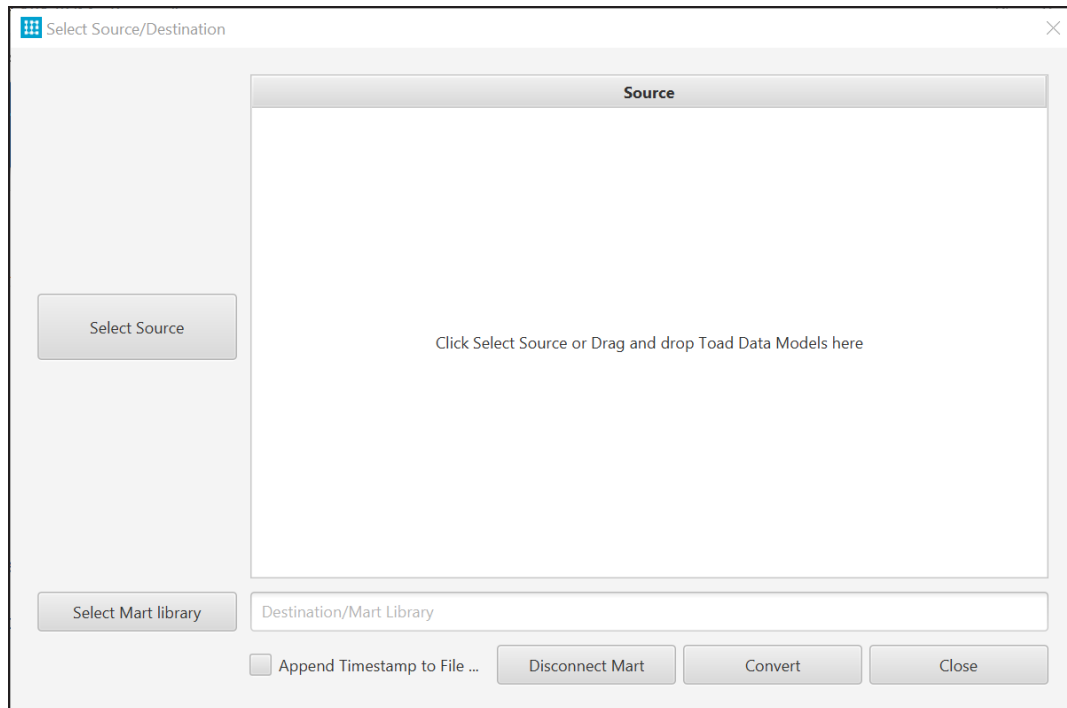 Select Source/Destination
Source
Select Source
Click Select Source or Drag and drop Toad Data Models here
Select Mart library
Destination/Mart Library
Append Timestamp to File ...
Disconnect Mart
Convert
Close